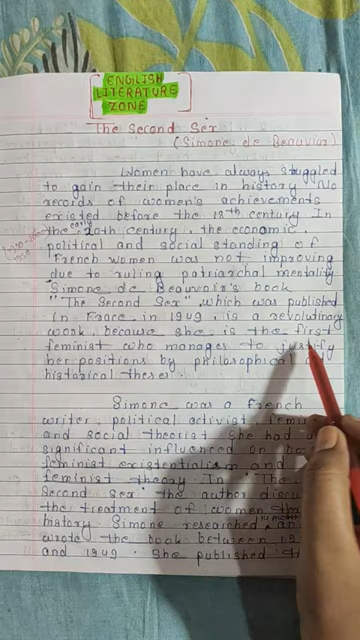 ENGLISH
LITERATURE
ZONE
The Second Sex
(Simone de Beauvior)
Women have always stuggled
to gain their place in history No
records of women's achievements
existed before the 18th century. In
the early 20th century, the economic,
political and social standing of
French women was not improving
due to ruling patriarchal mentality.
Simone de Beauvoir's book
"The Second Sex", which was published
in France in 1949, is a revolutionary
work, because she is the first
feminist who manages to justify
her positions by philosophical
historical theses.
Simone was a French
writer, political activist,
and social theorist She had
significant influenced on
feminist existentialism and
feminist theory. In "The
Second Sex" the author
the treatment of women
history. Simone researched
wrote the book between
and 1949. She published